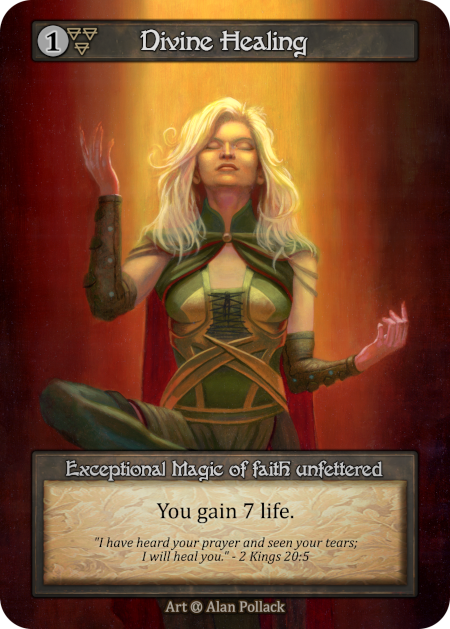 1 Divine Healing
Exceptional Magic of faith unfettered
You gain 7 life.
"I have heard your prayer and seen your tears;
I will heal you." - 2 Kings 20:5
Art @ Alan Pollack